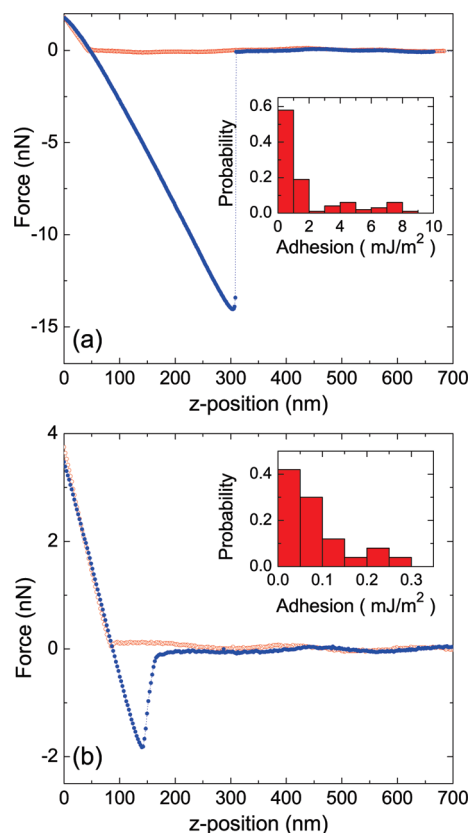 0
-5
-10
-15
Force (nN)
0.6
0.4
0.2
0.0
Probability
0 2 4 6 8 10
Adhesion ( mJ/m²)
(a)
0 100 200 300 400 500 600 700
z-position (nm)
4
2
0
-2
Force (nN)
0.4
0.2
0.0
Probability
0.0 0.1 0.2 0.3
Adhesion ( mJ/m²)
(b)
0 100 200 300 400 500 600 700
z-position (nm)